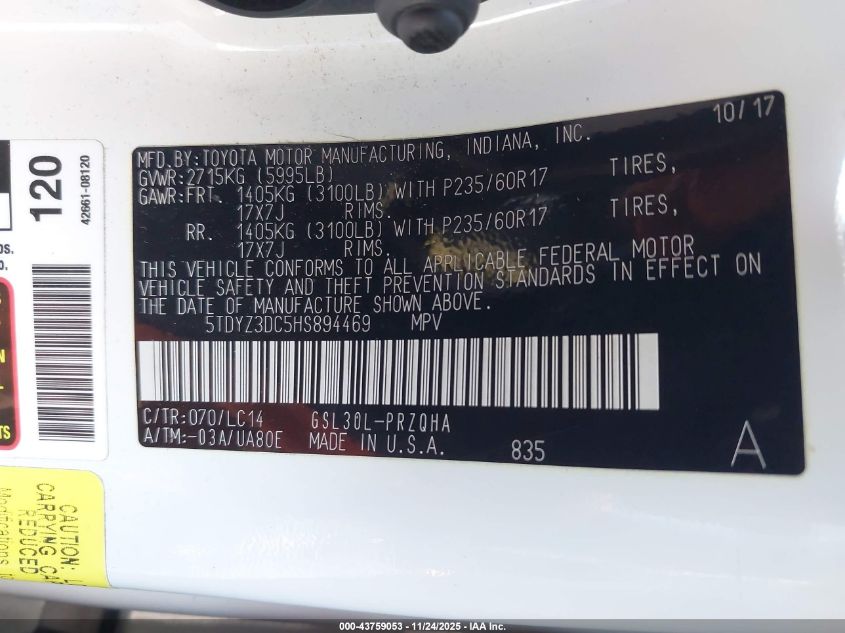 10/17
MFD.BY:TOYOTA MOTOR MANUFACTURING, INDIANA, INC.
GVWR:2715KG (5995LB)
GAWR:FRT. 1405KG (3100LB) WITH P235/60R17 TIRES,
17X7J RIMS.
RR. 1405KG (3100LB) WITH P235/60R17 TIRES,
17X7J RIMS.
THIS VEHICLE CONFORMS TO ALL APPLICABLE FEDERAL MOTOR
VEHICLE SAFETY AND THEFT PREVENTION STANDARDS IN EFFECT ON
THE DATE OF MANUFACTURE SHOWN ABOVE.
5TDYZ3DC5HS894469 MPV
C/TR:070/LC14 GSL30L-PRZQHA
A/TM:-03A/UA80E MADE IN U.S.A. 835 A
120
42661-08120
CAUTION:
CARRYING CA
REDUCED
Modifications
000-43759053 - 11/24/2025 - IAA Inc.